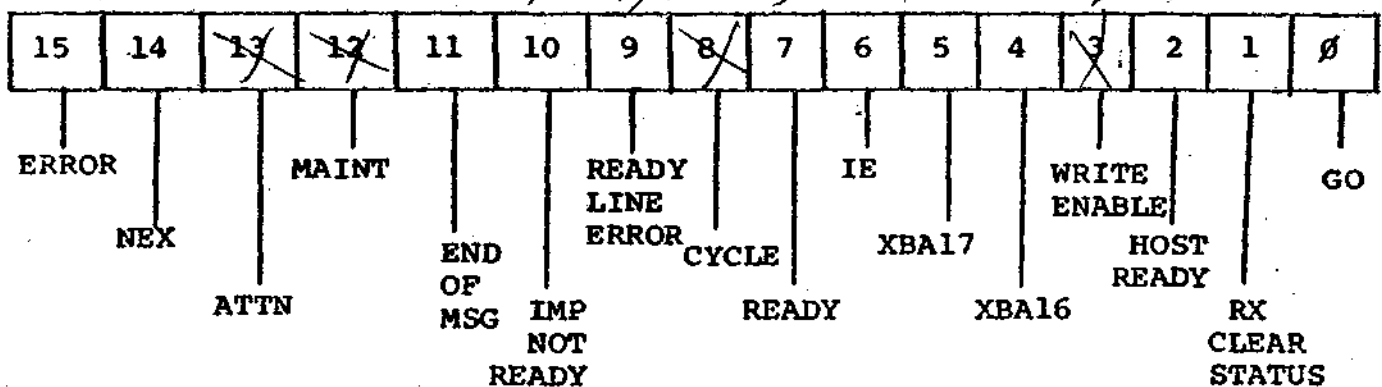 15 14 13 12 11 10 9 8 7 6 5 4 3 2 1 Ø
ERROR
NEX
ATTN
MAINT
END
OF
MSG
IMP
NOT
READY
READY
LINE
ERROR
CYCLE
READY
IE
XBA17
XBA16
WRITE
ENABLE
HOST
READY
RX
CLEAR
STATUS
GO